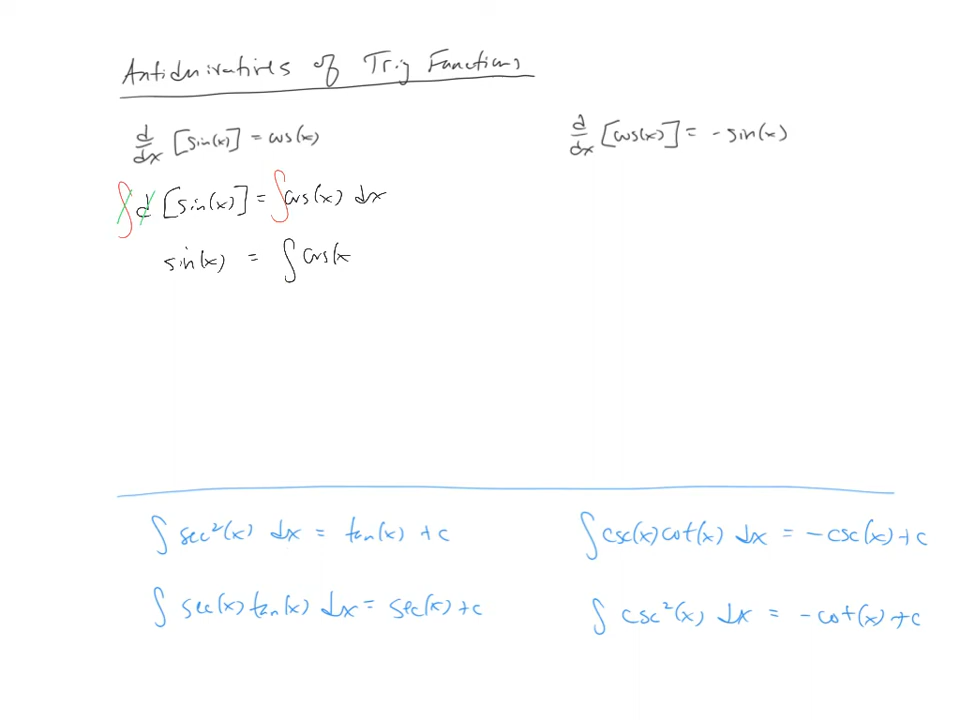 Antiderivatives of Trig Functions
d/dx [sin(x)] = cos(x)
d/dx [cos(x)] = -sin(x)
∫ d [sin(x)] = ∫ cos(x) dx
sin(x) = ∫ cos(x
∫ sec²(x) dx = tan(x) + c
∫ csc(x)cot(x) dx = -csc(x) + c
∫ sec(x)tan(x) dx = sec(x) + c
∫ csc²(x) dx = -cot(x) + c